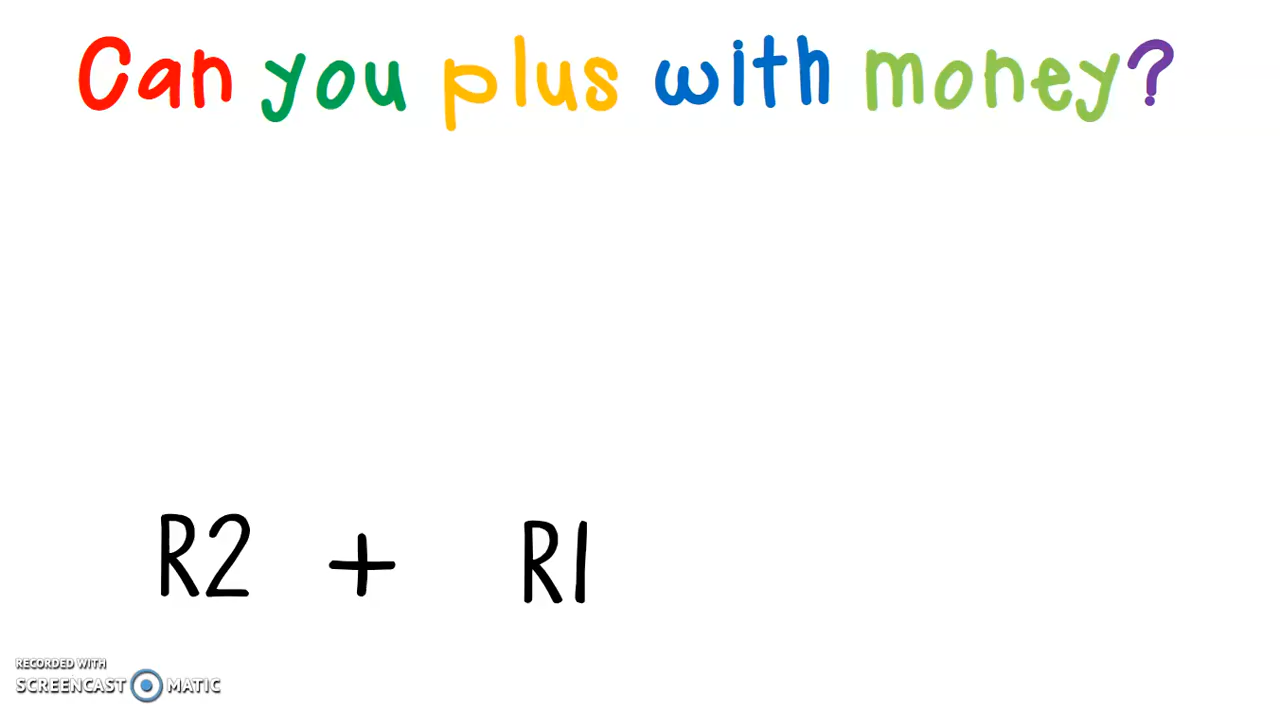 Can you plus with money?
R2 + R1
RECORDED WITH
SCREENCAST MATIC